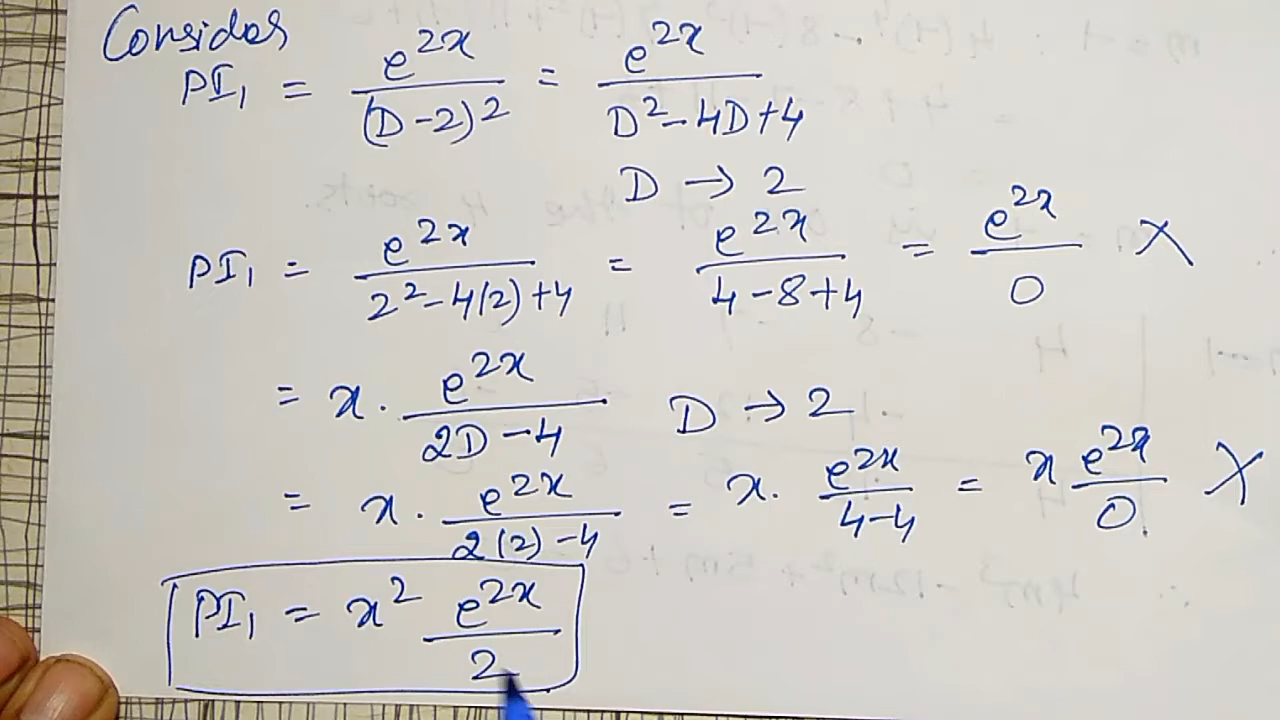 Consider
PI₁ = e^{2x}/(D-2)² = e^{2x}/(D²-4D+4)
D → 2
PI₁ = e^{2x}/(2²-4(2)+4) = e^{2x}/(4-8+4) = e^{2x}/0 X
= x. e^{2x}/(2D-4) D → 2
= x. e^{2x}/(2(2)-4) = x. e^{2x}/(4-4) = x e^{2x}/0 X
PI₁ = x² e^{2x}/2